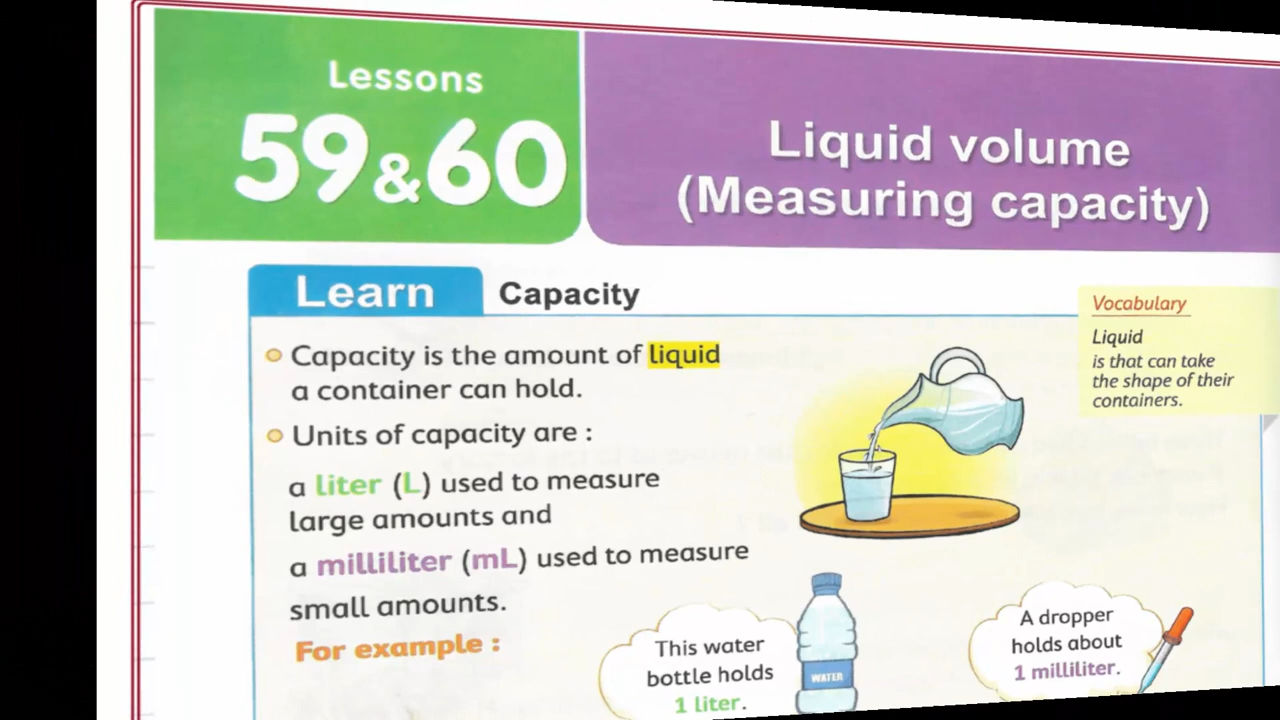 Lessons
59&60
Liquid volume
(Measuring capacity)
Learn
Capacity
Vocabulary
Liquid
is that can take
the shape of their
containers.
Capacity is the amount of liquid
a container can hold.
Units of capacity are :
a liter (L) used to measure
large amounts and
a milliliter (mL) used to measure
small amounts.
For example :
This water
bottle holds
1 liter.
WATER
A dropper
holds about
1 milliliter.